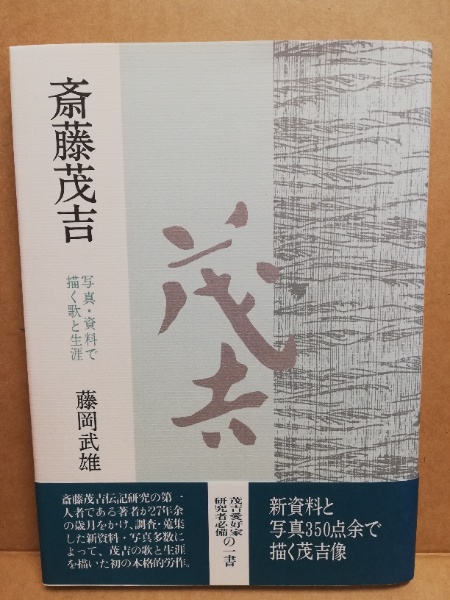 斎藤茂吉
写真・資料で
描く歌と生涯
藤岡武雄
茂吉
新資料と
写真350点余で
描く茂吉像
茂吉愛好家
研究者必備の一書
斎藤茂吉伝記研究の第一
人者である著者が27年余
の歳月をかけ、調査・蒐集
した新資料・写真多数に
よって、茂吉の歌と生涯
を描いた初の本格的労作。